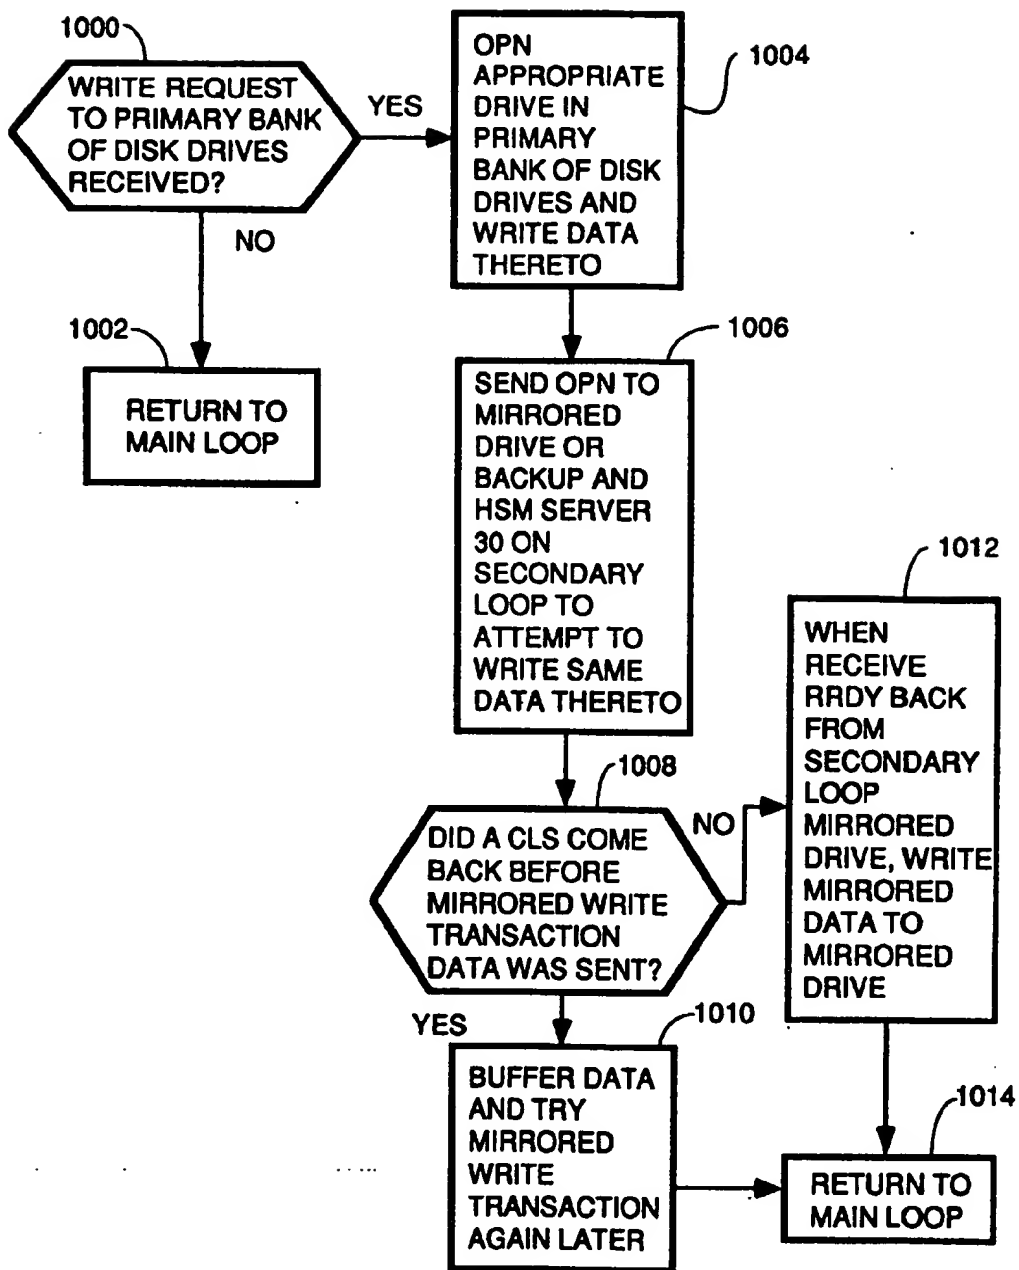 1000
WRITE REQUEST
TO PRIMARY BANK
OF DISK DRIVES
RECEIVED?
YES
NO
1004
OPN
APPROPRIATE
DRIVE IN
PRIMARY
BANK OF DISK
DRIVES AND
WRITE DATA
THERETO
1002
RETURN TO
MAIN LOOP
1006
SEND OPN TO
MIRRORED
DRIVE OR
BACKUP AND
HSM SERVER
30 ON
SECONDARY
LOOP TO
ATTEMPT TO
WRITE SAME
DATA THERETO
1008
DID A CLS COME
BACK BEFORE
MIRRORED WRITE
TRANSACTION
DATA WAS SENT?
NO
YES
1012
WHEN
RECEIVE
RRDY BACK
FROM
SECONDARY
LOOP
MIRRORED
DRIVE, WRITE
MIRRORED
DATA TO
MIRRORED
DRIVE
1010
BUFFER DATA
AND TRY
MIRRORED
WRITE
TRANSACTION
AGAIN LATER
1014
RETURN TO
MAIN LOOP